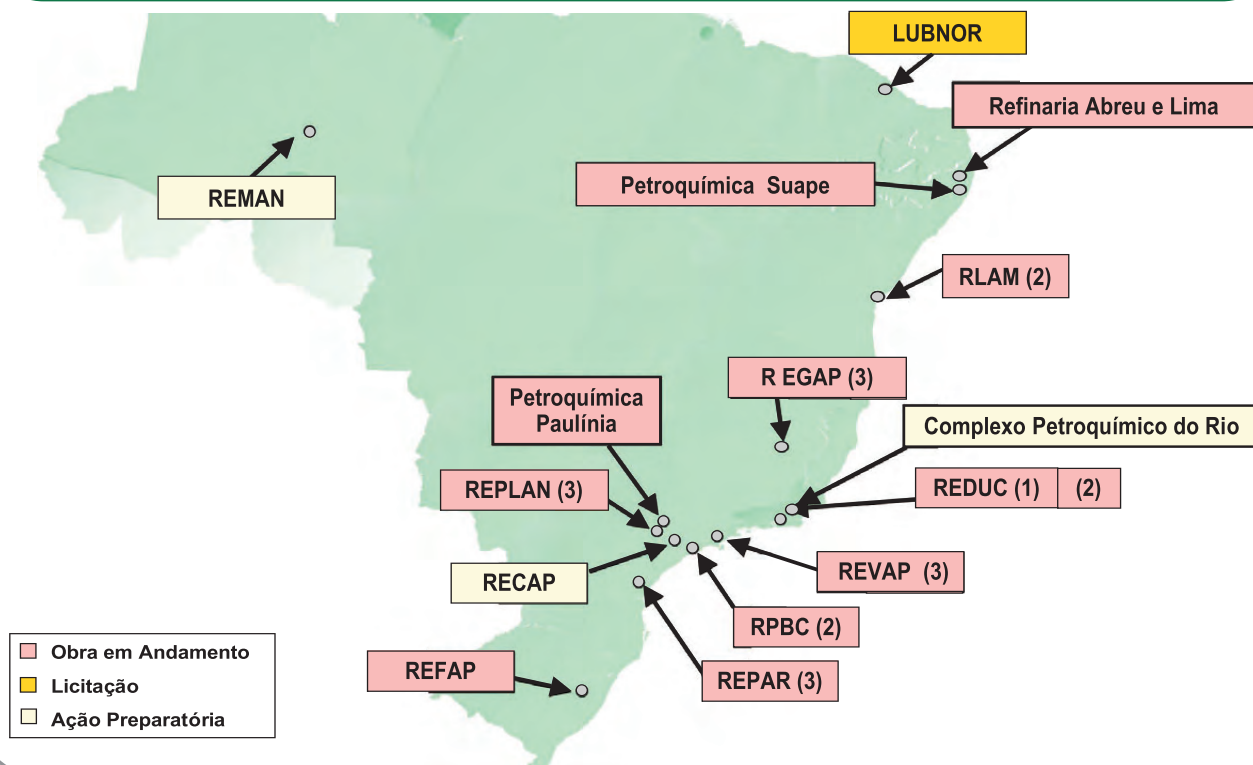 LUBNOR
Refinaria Abreu e Lima
REMAN
Petroquímica Suape
RLAM (2)
R EGAP (3)
Petroquímica
Paulínia
Complexo Petroquímico do Rio
REPLAN (3)
REDUC (1) (2)
RECAP
REVAP (3)
RPBC (2)
REFAP
REPAR (3)
Obra em Andamento
Licitação
Ação Preparatória